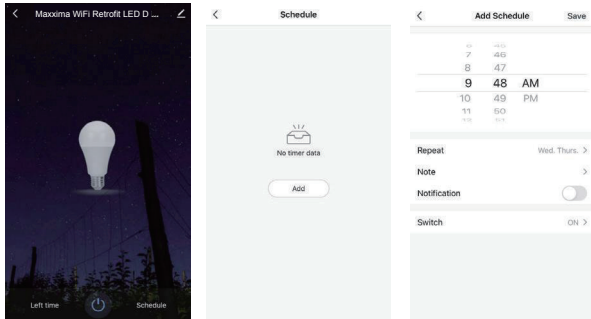 Maxxima WiFi Retrofit LED D ...
Left time
Schedule
Schedule
No timer data
Add
Add Schedule
Save
7 46
8 47
9 48 AM
10 49 PM
11 50
Repeat
Wed. Thurs. >
Note
>
Notification
Switch
ON >